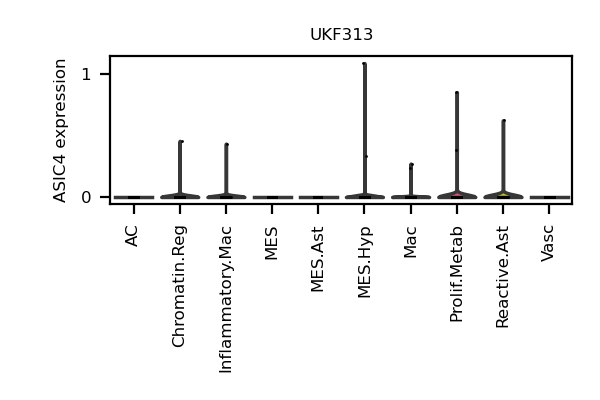 UKF313
ASIC4 expression
1
0
AC
Chromatin.Reg
Inflammatory.Mac
MES
MES.Ast
MES.Hyp
Mac
Prolif.Metab
Reactive.Ast
Vasc